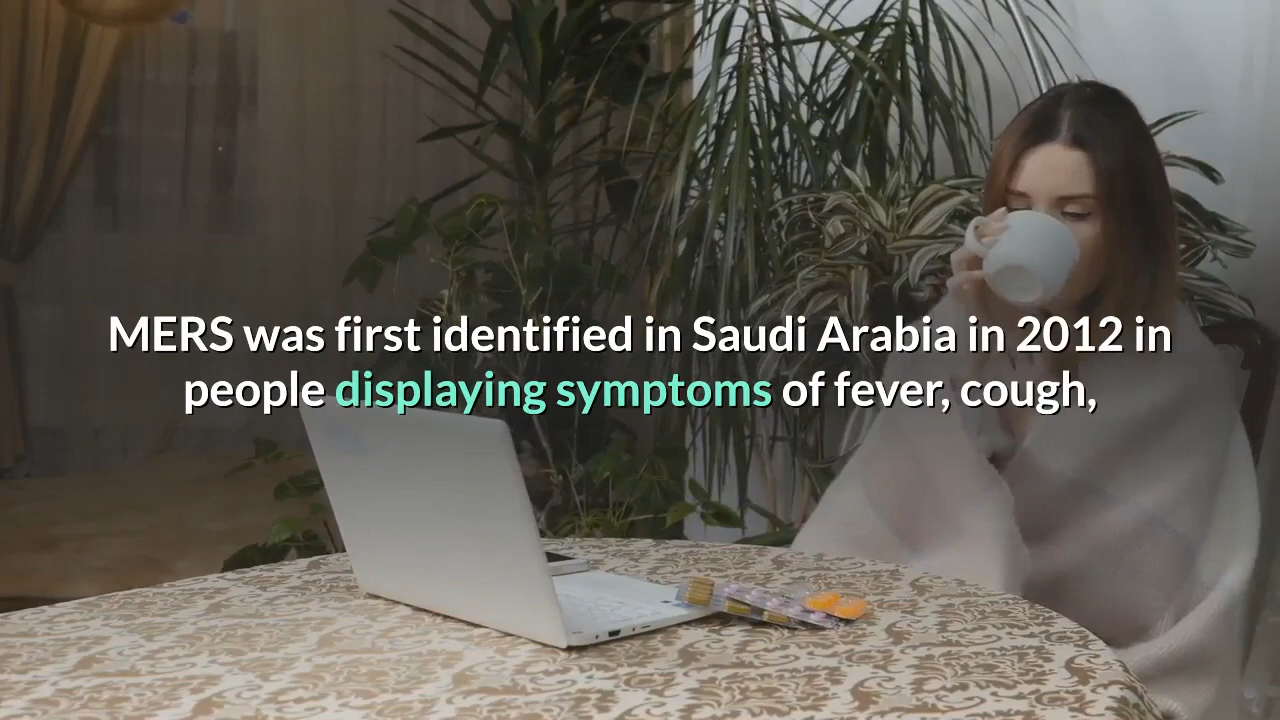 MERS was first identified in Saudi Arabia in 2012 in
people displaying symptoms of fever, cough,